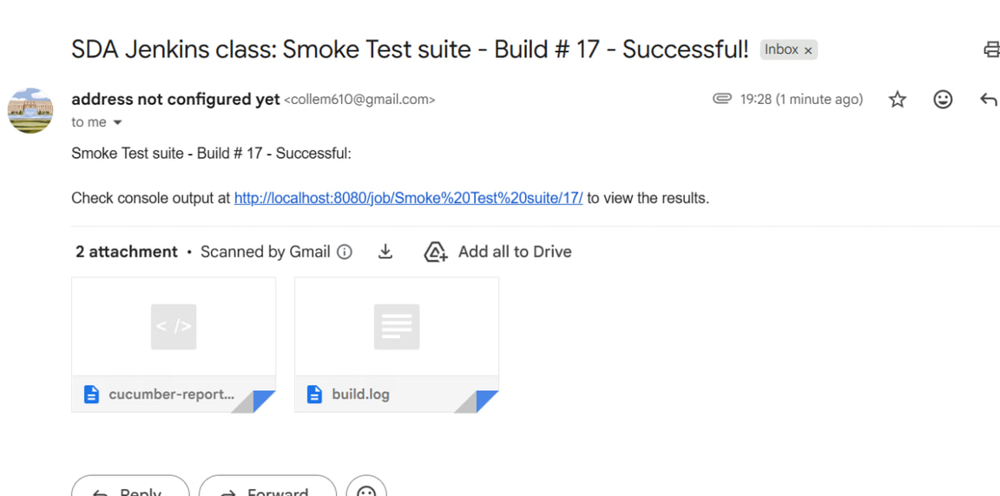 SDA Jenkins class: Smoke Test suite - Build # 17 - Successful! Inbox ×
address not configured yet <collem610@gmail.com> 19:28 (1 minute ago)
to me
Smoke Test suite - Build # 17 - Successful:
Check console output at http://localhost:8080/job/Smoke%20Test%20suite/17/ to view the results.
2 attachment • Scanned by Gmail Add all to Drive
</>
cucumber-report... build.log
Reply Forward